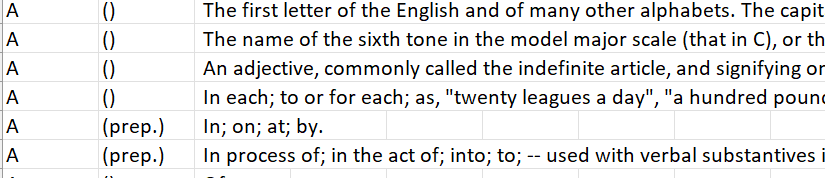 A () The first letter of the English and of many other alphabets. The capit
A () The name of the sixth tone in the model major scale (that in C), or th
A () An adjective, commonly called the indefinite article, and signifying or
A () In each; to or for each; as, "twenty leagues a day", "a hundred poun
A (prep.) In; on; at; by.
A (prep.) In process of; in the act of; into; to; -- used with verbal substantives i